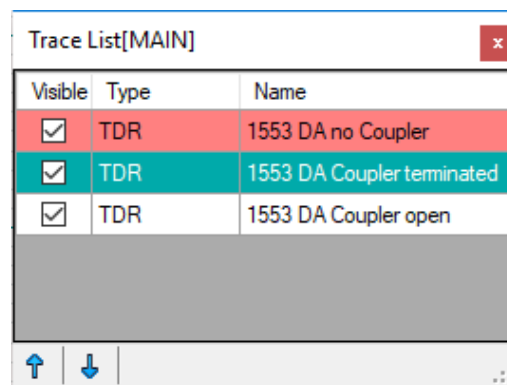 Trace List[MAIN]
x
Visible Type Name
TDR 1553 DA no Coupler
TDR 1553 DA Coupler terminated
TDR 1553 DA Coupler open